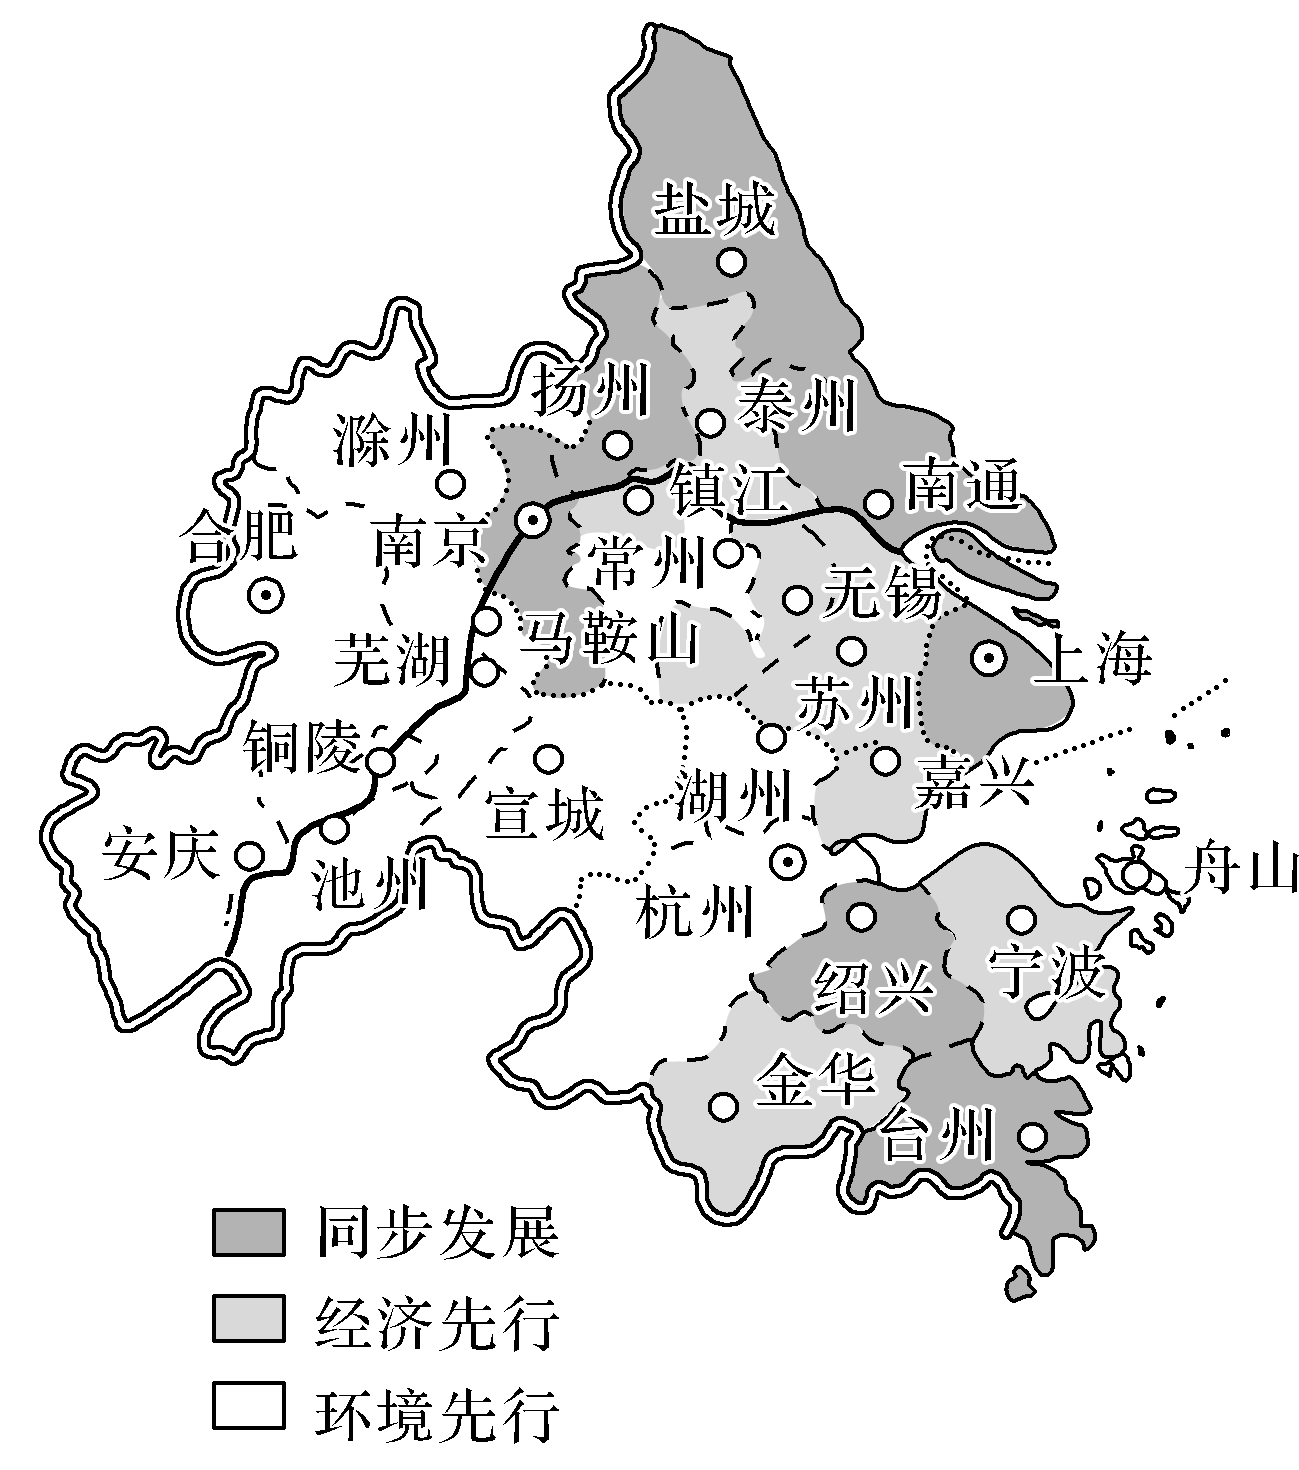 盐城
扬州
泰州
滁州
南通
镇江
合肥
南京
常州
无锡
马鞍山
芜湖
上海
苏州
铜陵
嘉兴
湖州
宣城
安庆
池州
舟山
杭州
宁波
绍兴
金华
台州
同步发展
经济先行
环境先行